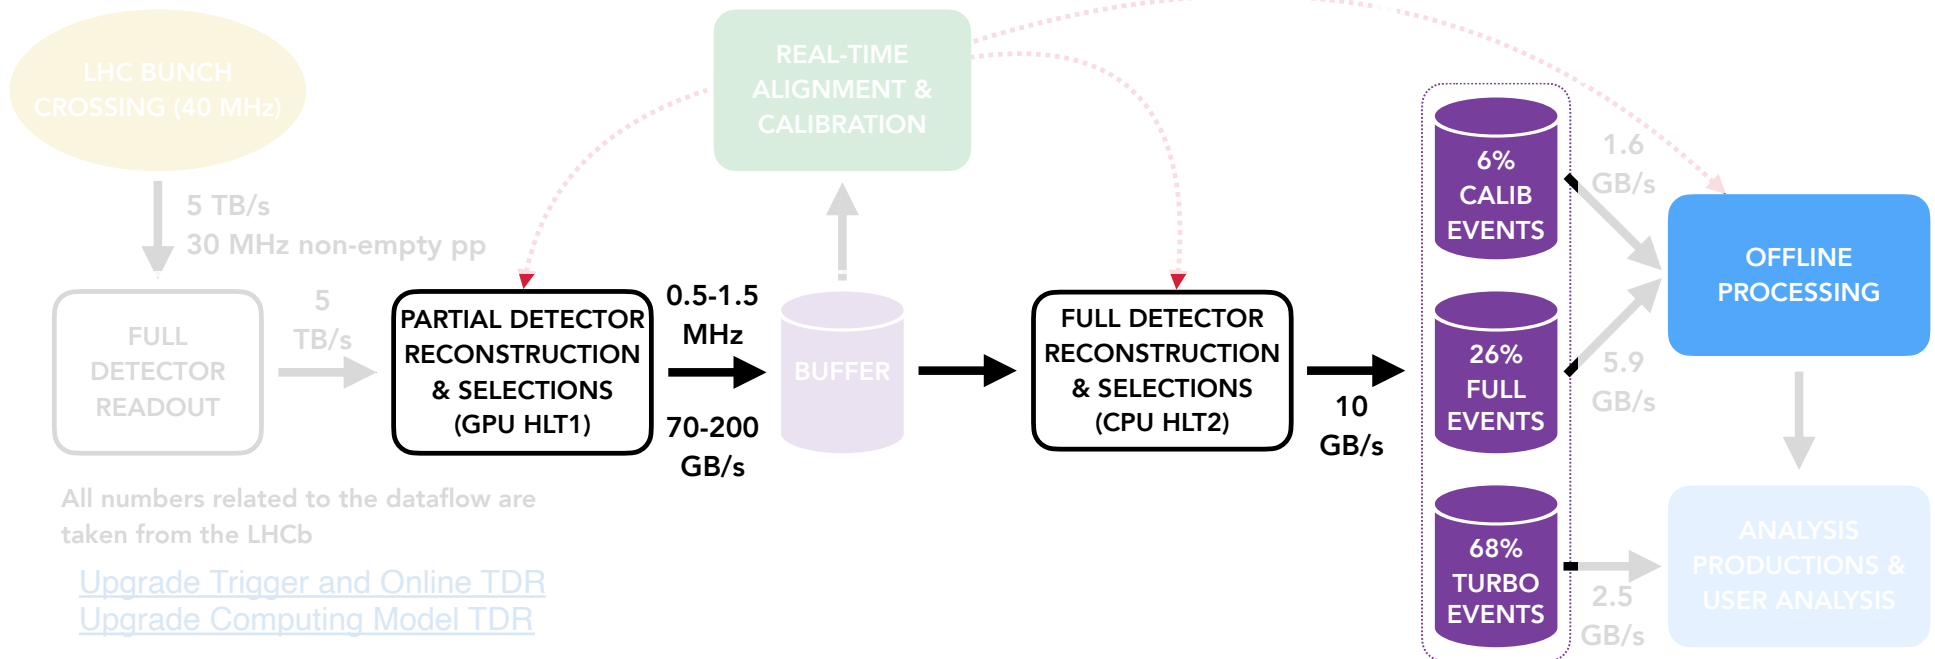 LHC BUNCH
CROSSING (40 MHz)
5 TB/s
30 MHz non-empty pp
FULL
DETECTOR
READOUT
5
TB/s
PARTIAL DETECTOR
RECONSTRUCTION
& SELECTIONS
(GPU HLT1)
0.5-1.5
MHz
70-200
GB/s
REAL-TIME
ALIGNMENT &
CALIBRATION
BUFFER
FULL DETECTOR
RECONSTRUCTION
& SELECTIONS
(CPU HLT2)
10
GB/s
6%
CALIB
EVENTS
26%
FULL
EVENTS
68%
TURBO
EVENTS
1.6
GB/s
5.9
GB/s
2.5
GB/s
OFFLINE
PROCESSING
ANALYSIS
PRODUCTIONS &
USER ANALYSIS
All numbers related to the dataflow are
taken from the LHCb
Upgrade Trigger and Online TDR
Upgrade Computing Model TDR